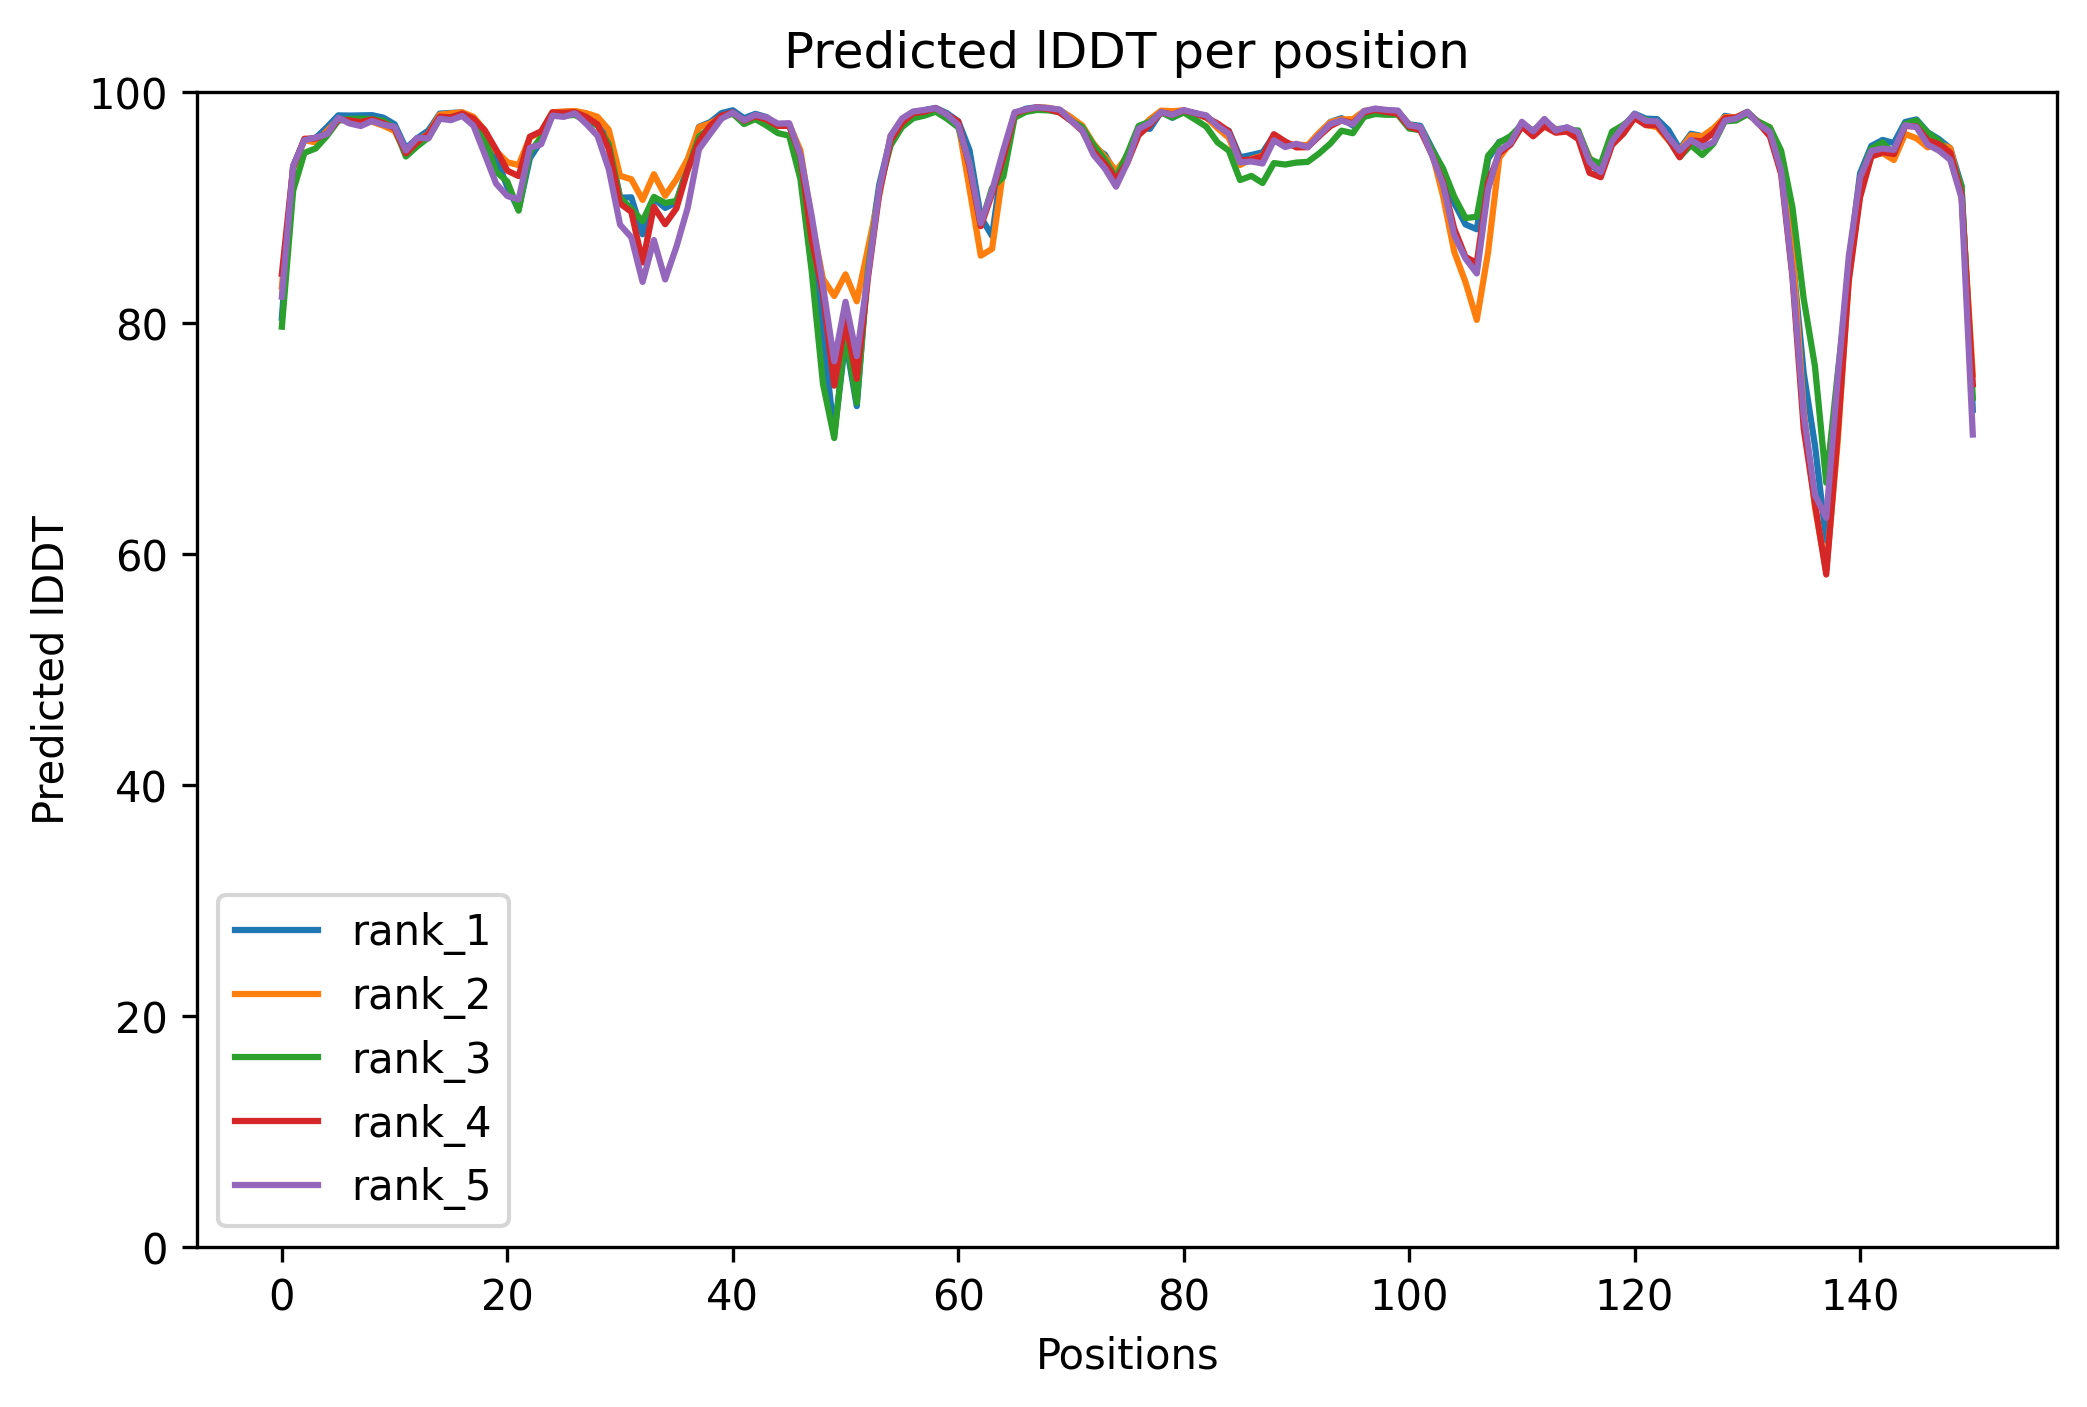 Predicted lDDT per position
100
80
60
40
20
0
Predicted lDDT
rank_1
rank_2
rank_3
rank_4
rank_5
0 20 40 60 80 100 120 140
Positions